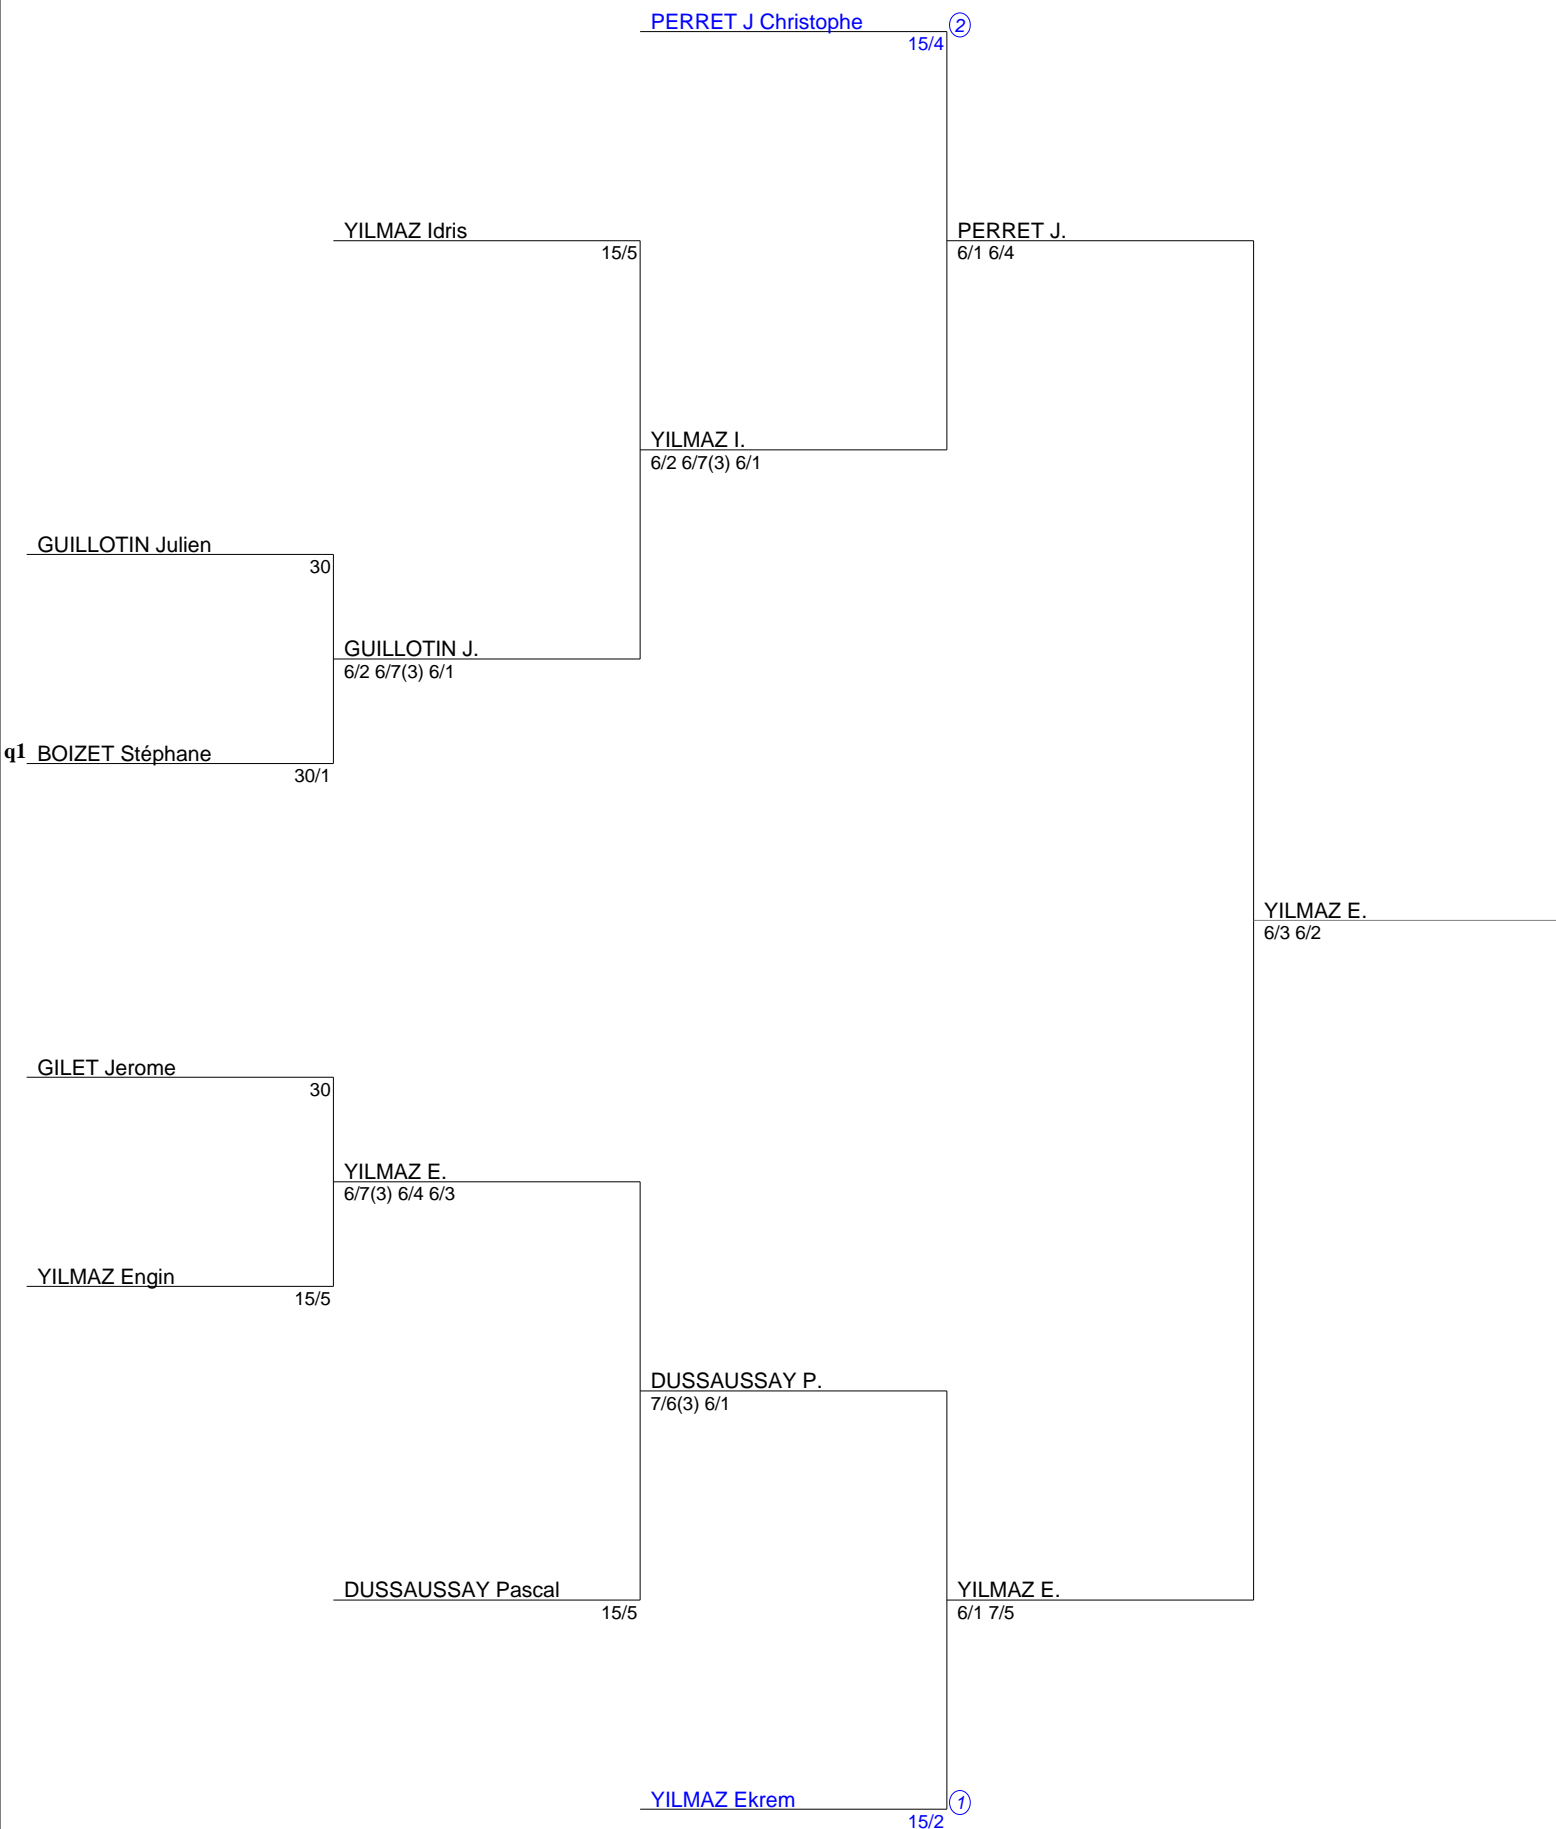 PERRET J Christophe 2
15/4
YILMAZ Idris
15/5
PERRET J.
6/1 6/4
YILMAZ I.
6/2 6/7(3) 6/1
GUILLOTIN Julien
30
GUILLOTIN J.
6/2 6/7(3) 6/1
q1 BOIZET Stéphane
30/1
YILMAZ E.
6/3 6/2
GILET Jerome
30
YILMAZ E.
6/7(3) 6/4 6/3
YILMAZ Engin
15/5
DUSSAUSSAY P.
7/6(3) 6/1
DUSSAUSSAY Pascal
15/5
YILMAZ E.
6/1 7/5
YILMAZ Ekrem 1
15/2